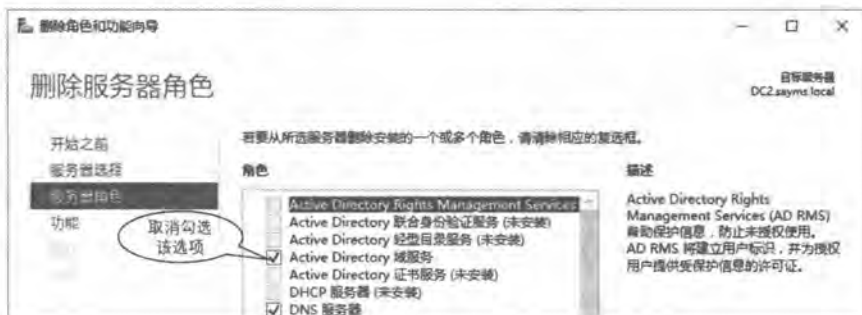 删除角色和功能向导
删除服务器角色
目标服务器
DC2.sayms.local
开始之前
服务器选择
服务器角色
功能
取消勾选
该选项
若要从所选服务器删除安装的一个或多个角色，请清除相应的复选框。
角色
Active Directory Rights Management Services
Active Directory 联合身份验证服务 (未安装)
Active Directory 轻型目录服务 (未安装)
Active Directory 域服务
Active Directory 证书服务 (未安装)
DHCP 服务器 (未安装)
DNS 服务器
描述
Active Directory Rights
Management Services (AD RMS)
帮助保护信息，防止未授权使用。
AD RMS 将建立用户标识，并为授权
用户提供受保护信息的许可证。